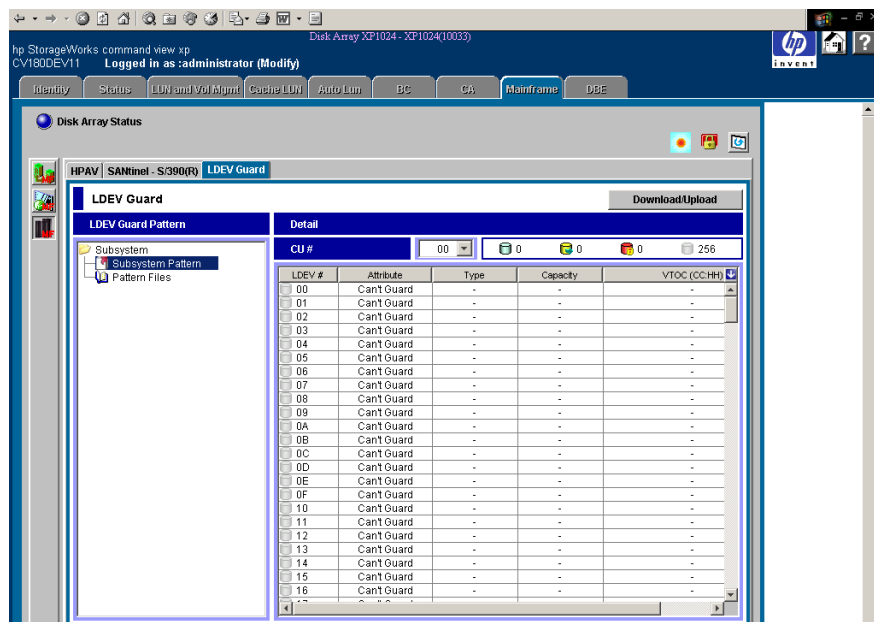 Disk Array XP1024 - XP1024(10033)
hp StorageWorks command view xp
CV180DEV11 Logged in as :administrator (Modify)
hp
invent
?
Identity Status LUN and Vol Mgmt Cache LUN Auto Lun BC CA Mainframe DBE
Disk Array Status
HPAV SANtinel - S/390(R) LDEV Guard
LDEV Guard Download/Upload
LDEV Guard Pattern Detail
CU # 00 0 0 0 256
Subsystem
Subsystem Pattern
Pattern Files
LDEV # Attribute Type Capacity VTOC (CC:HH)
00 Can't Guard - - -
01 Can't Guard - - -
02 Can't Guard - - -
03 Can't Guard - - -
04 Can't Guard - - -
05 Can't Guard - - -
06 Can't Guard - - -
07 Can't Guard - - -
08 Can't Guard - - -
09 Can't Guard - - -
0A Can't Guard - - -
0B Can't Guard - - -
0C Can't Guard - - -
0D Can't Guard - - -
0E Can't Guard - - -
0F Can't Guard - - -
10 Can't Guard - - -
11 Can't Guard - - -
12 Can't Guard - - -
13 Can't Guard - - -
14 Can't Guard - - -
15 Can't Guard - - -
16 Can't Guard - - -